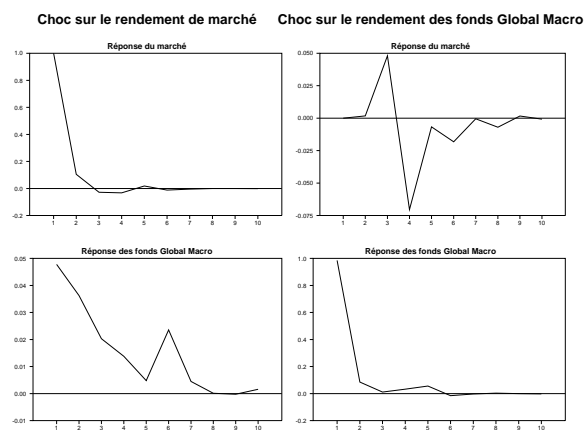 Choc sur le rendement de marché
Choc sur le rendement des fonds Global Macro
Réponse du marché
1.0
0.8
0.6
0.4
0.2
0.0
-0.2
1 2 3 4 5 6 7 8 9 10
Réponse du marché
0.050
0.025
0.000
-0.025
-0.050
-0.075
1 2 3 4 5 6 7 8 9 10
Réponse des fonds Global Macro
0.05
0.04
0.03
0.02
0.01
0.00
-0.01
1 2 3 4 5 6 7 8 9 10
Réponse des fonds Global Macro
1.0
0.8
0.6
0.4
0.2
0.0
-0.2
1 2 3 4 5 6 7 8 9 10